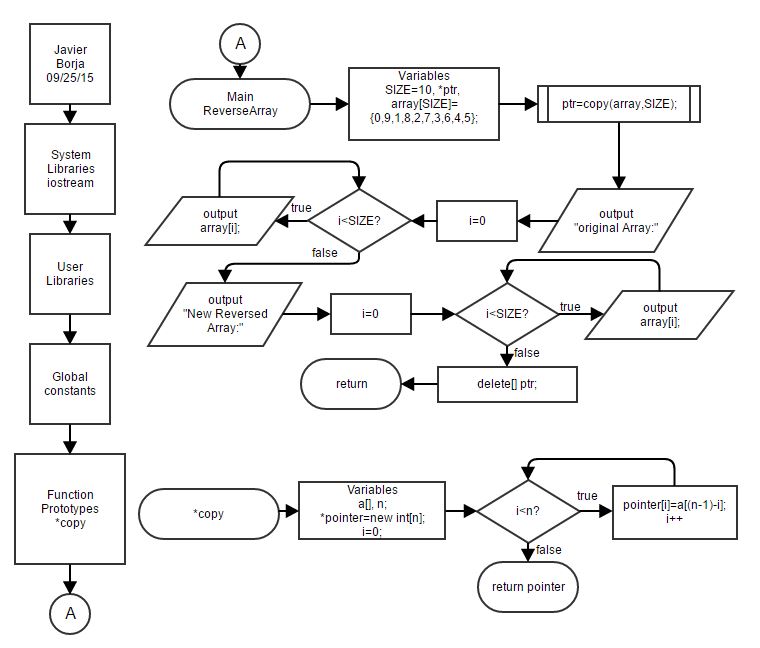 Javier
Borja
09/25/15
System
Libraries
iostream
User
Libraries
Global
constants
Function
Prototypes
*copy
A
A
Main
ReverseArray
Variables
SIZE=10, *ptr,
array[SIZE]=
{0,9,1,8,2,7,3,6,4,5};
ptr=copy(array,SIZE);
output
"original Array:"
i=0
i<SIZE?
true
output
array[i];
false
output
"New Reversed
Array:"
i=0
i<SIZE?
true
output
array[i];
false
delete[] ptr;
return
*copy
Variables
a[], n;
*pointer=new int[n];
i=0;
i<n?
true
pointer[i]=a[(n-1)-i];
i++
false
return pointer